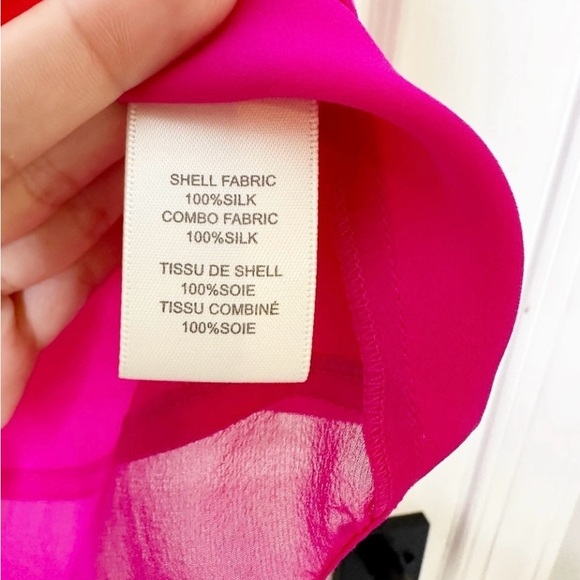 SHELL FABRIC
100%SILK
COMBO FABRIC
100%SILK
TISSU DE SHELL
100%SOIE
TISSU COMBINÉ
100%SOIE